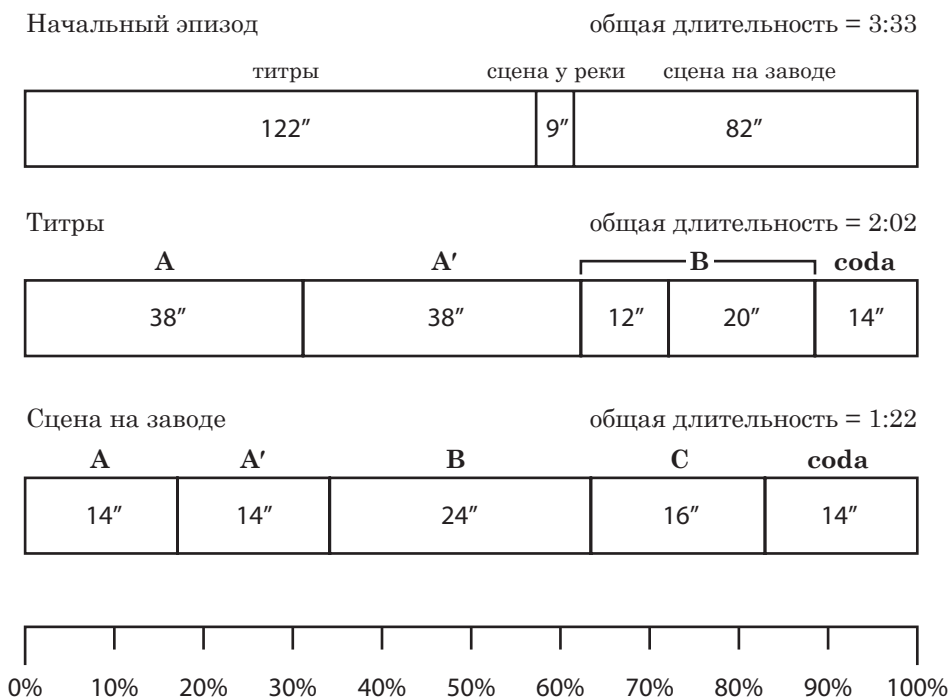 Начальный эпизод общая длительность = 3:33
титры сцена у реки сцена на заводе
122″ 9″ 82″
Титры общая длительность = 2:02
A A′ B coda
38″ 38″ 12″ 20″ 14″
Сцена на заводе общая длительность = 1:22
A A′ B C coda
14″ 14″ 24″ 16″ 14″
0% 10% 20% 30% 40% 50% 60% 70% 80% 90% 100%